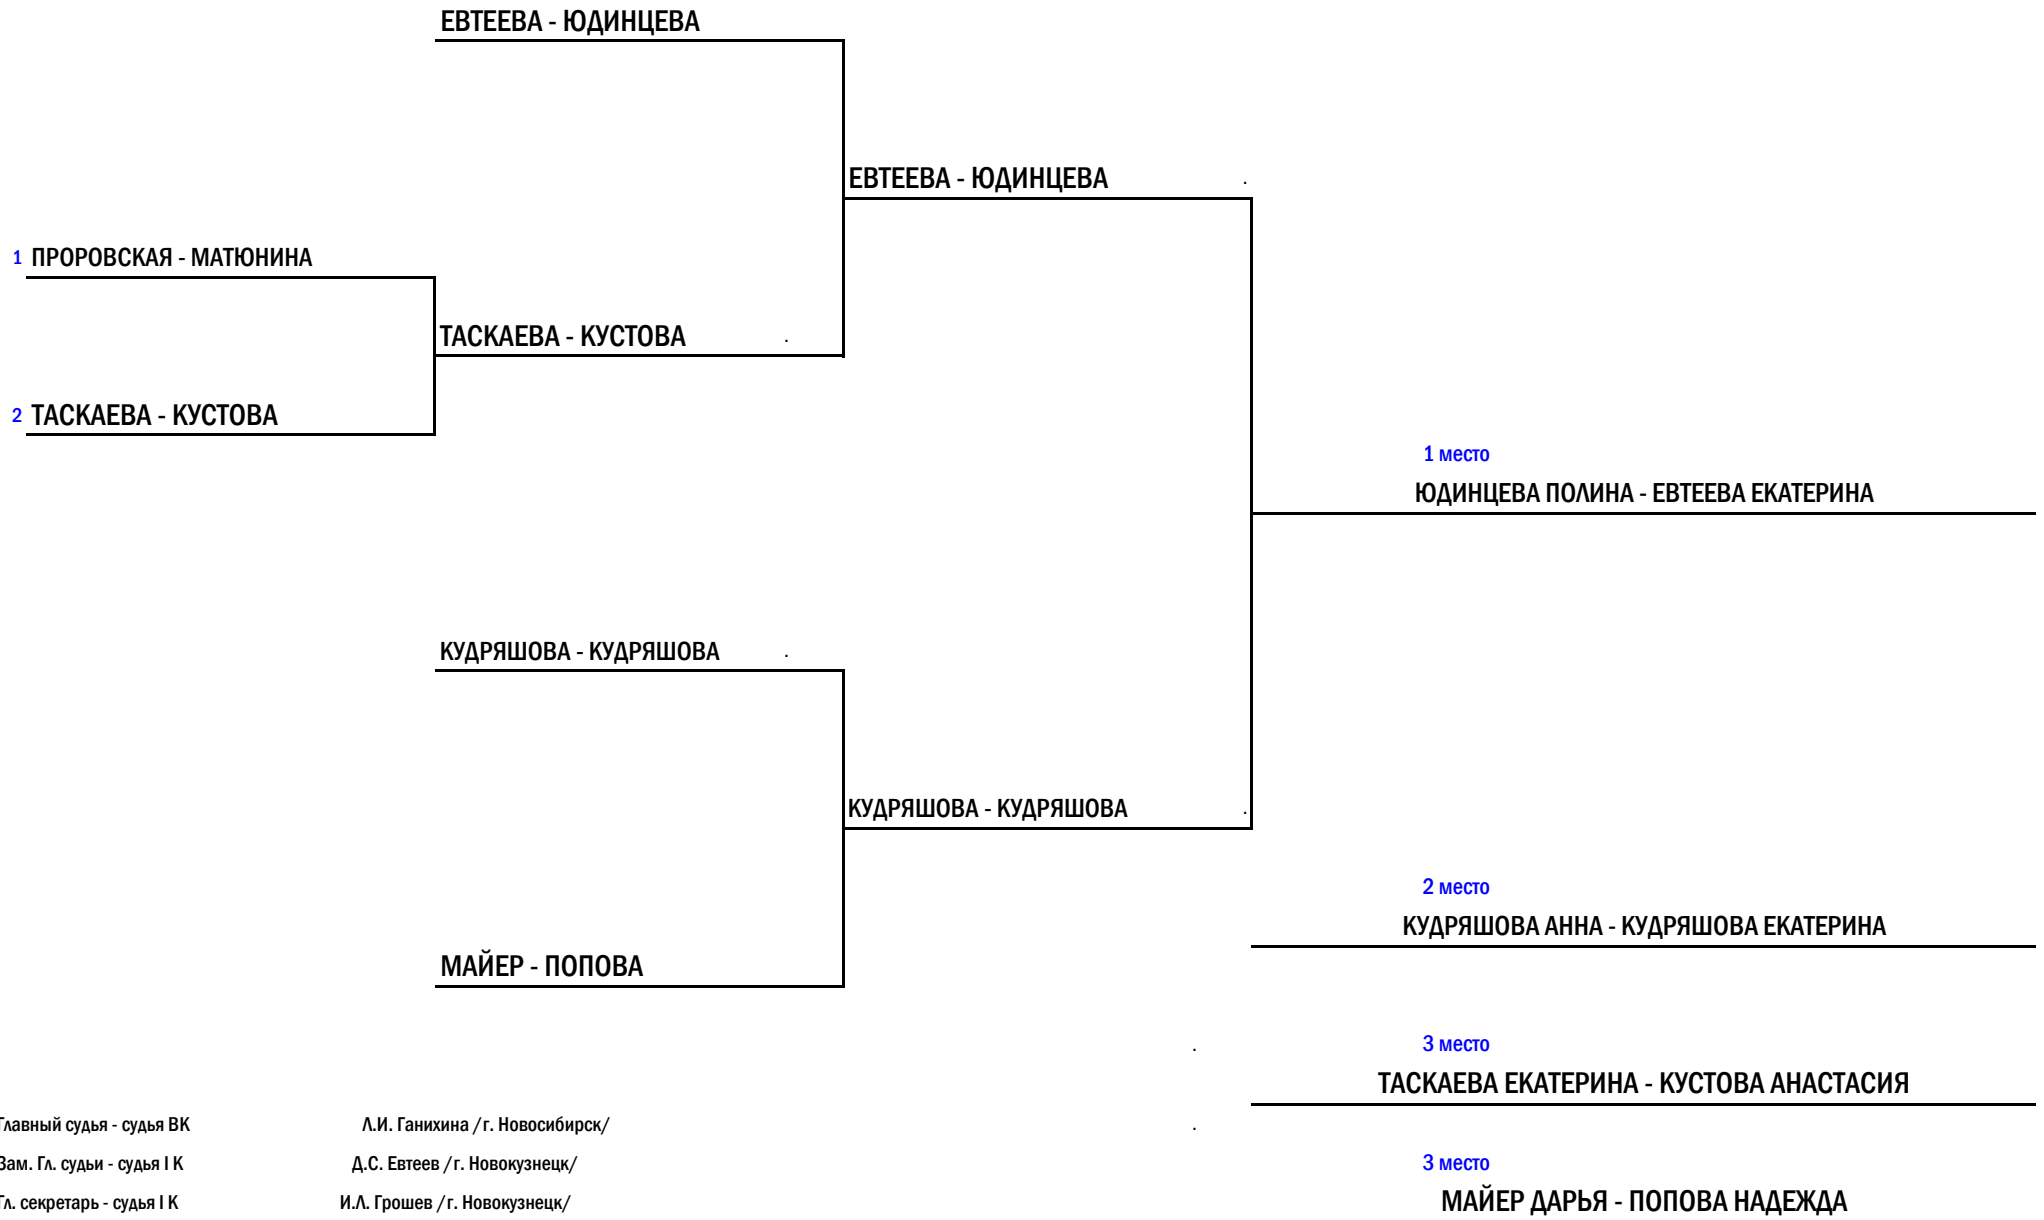 ЕВТЕЕВА - ЮДИНЦЕВА
ЕВТЕЕВА - ЮДИНЦЕВА .
1 ПРОРОВСКАЯ - МАТЮНИНА
ТАСКАЕВА - КУСТОВА .
2 ТАСКАЕВА - КУСТОВА
1 место
ЮДИНЦЕВА ПОЛИНА - ЕВТЕЕВА ЕКАТЕРИНА
КУДРЯШОВА - КУДРЯШОВА .
КУДРЯШОВА - КУДРЯШОВА .
2 место
КУДРЯШОВА АННА - КУДРЯШОВА ЕКАТЕРИНА
МАЙЕР - ПОПОВА
. 3 место
ТАСКАЕВА ЕКАТЕРИНА - КУСТОВА АНАСТАСИЯ
Главный судья - судья ВК Л.И. Ганихина /г. Новосибирск/ .
Зам. Гл. судьи - судья I К Д.С. Евтеев /г. Новокузнецк/
3 место
Гл. секретарь - судья I К И.Л. Грошев /г. Новокузнецк/
МАЙЕР ДАРЬЯ - ПОПОВА НАДЕЖДА